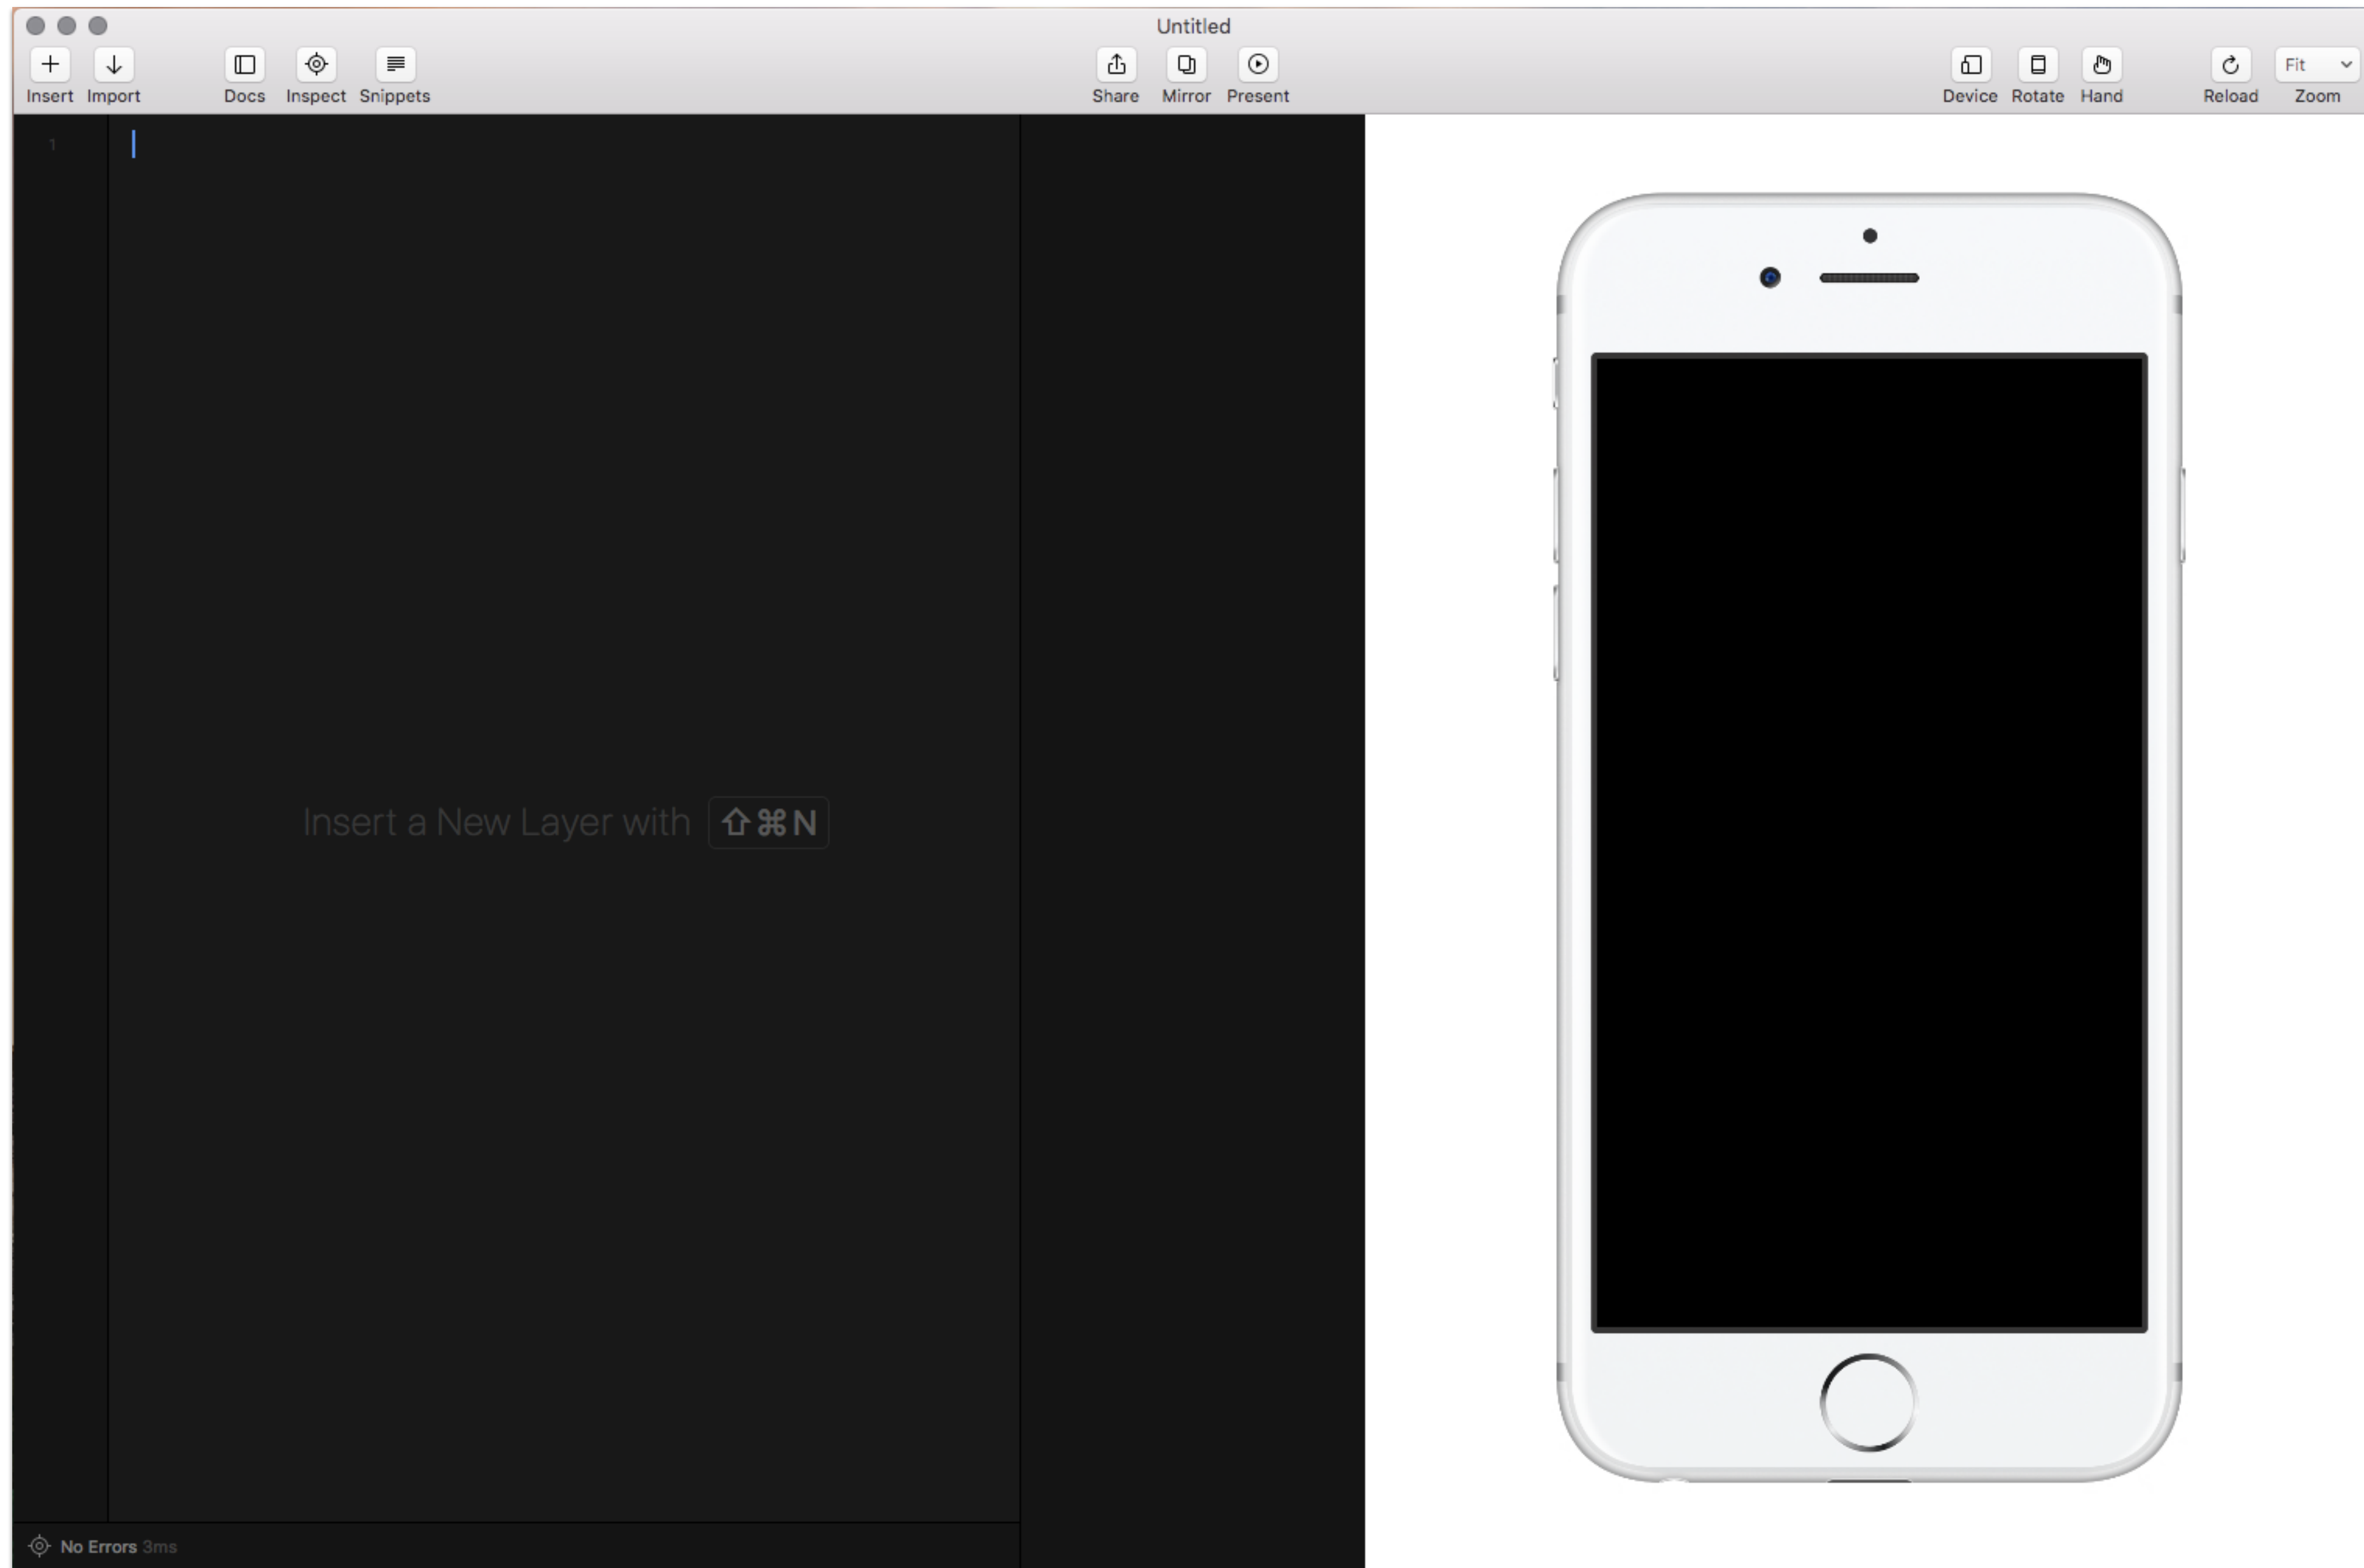 Untitled
Insert Import Docs Inspect Snippets Share Mirror Present Device Rotate Hand Reload Fit Zoom
1
Insert a New Layer with ⇧⌘N
No Errors 3ms